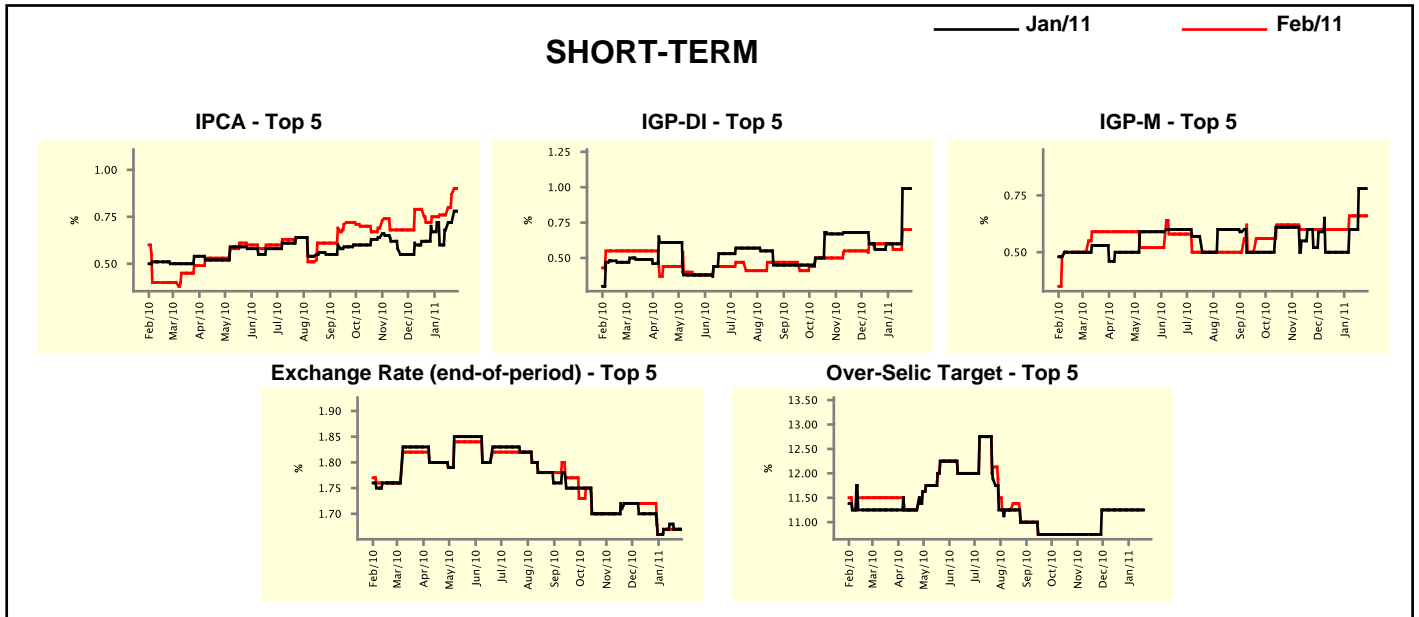 Jan/11 Feb/11
SHORT-TERM
IPCA - Top 5
1.00
0.75
0.50
%
Feb/10 Mar/10 Apr/10 May/10 Jun/10 Jul/10 Aug/10 Sep/10 Oct/10 Nov/10 Dec/10 Jan/11
IGP-DI - Top 5
1.25
1.00
0.75
0.50
%
Feb/10 Mar/10 Apr/10 May/10 Jun/10 Jul/10 Aug/10 Sep/10 Oct/10 Nov/10 Dec/10 Jan/11
IGP-M - Top 5
0.75
0.50
%
Feb/10 Mar/10 Apr/10 May/10 Jun/10 Jul/10 Aug/10 Sep/10 Oct/10 Nov/10 Dec/10 Jan/11
Exchange Rate (end-of-period) - Top 5
1.90
1.85
1.80
1.75
1.70
%
Feb/10 Mar/10 Apr/10 May/10 Jun/10 Jul/10 Aug/10 Sep/10 Oct/10 Nov/10 Dec/10 Jan/11
Over-Selic Target - Top 5
13.50
13.00
12.50
12.00
11.50
11.00
%
Feb/10 Mar/10 Apr/10 May/10 Jun/10 Jul/10 Aug/10 Sep/10 Oct/10 Nov/10 Dec/10 Jan/11